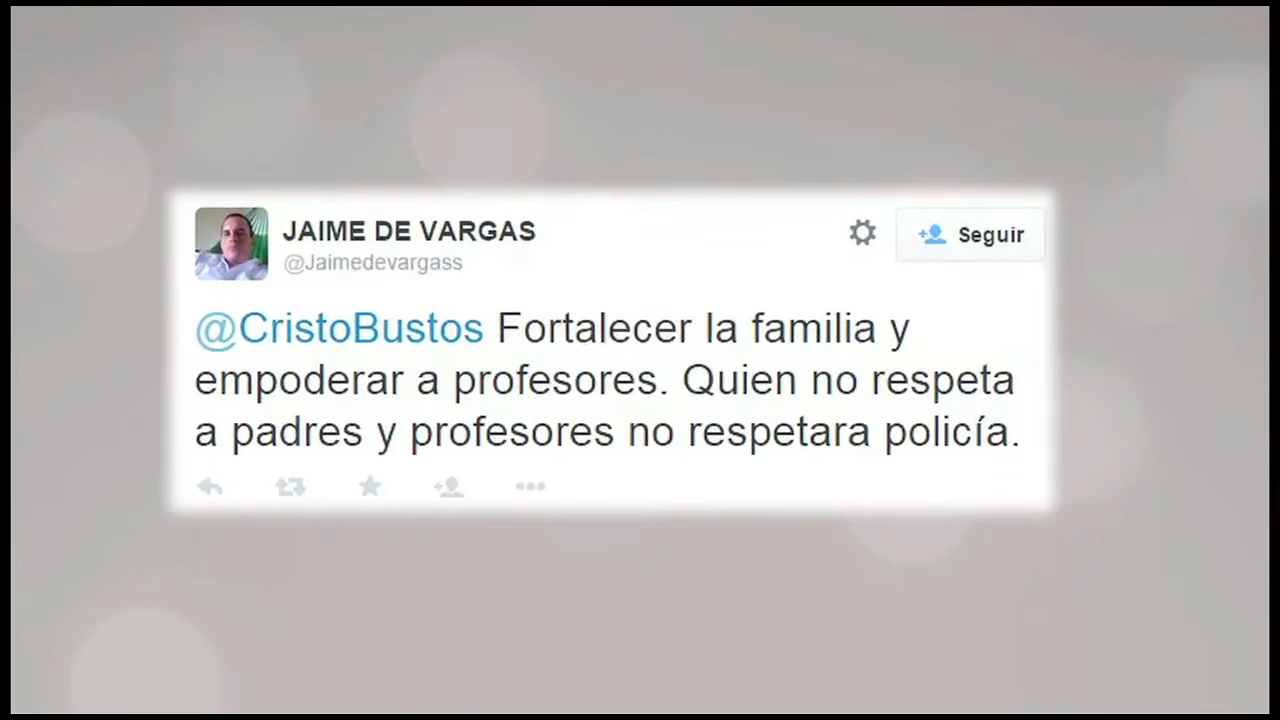 JAIME DE VARGAS
@Jaimedevargass
Seguir
@CristoBustos Fortalecer la familia y
empoderar a profesores. Quien no respeta
a padres y profesores no respetara policía.